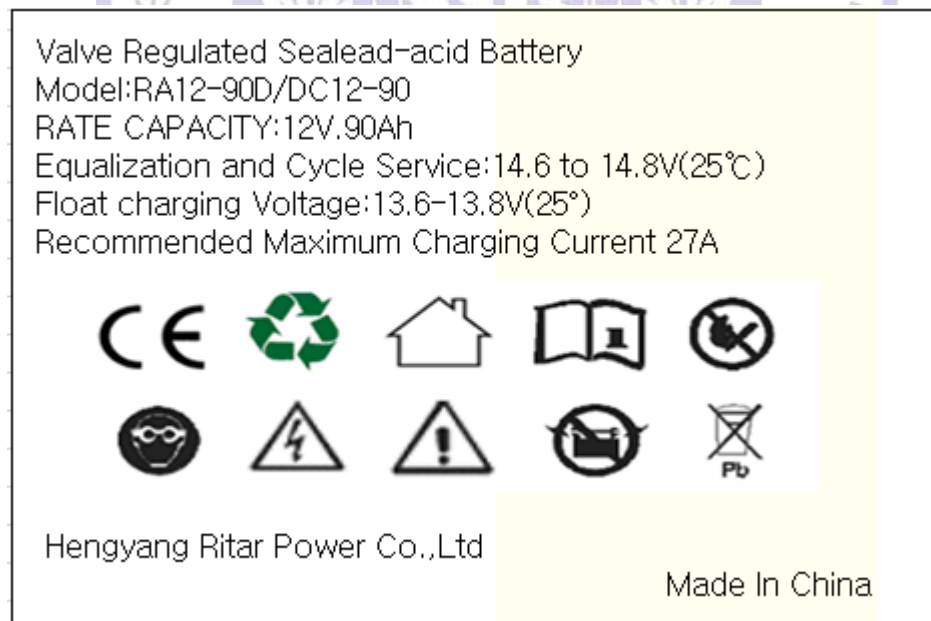 Valve Regulated Sealead-acid Battery
Model:RA12-90D/DC12-90
RATE CAPACITY:12V.90Ah
Equalization and Cycle Service:14.6 to 14.8V(25℃)
Float charging Voltage:13.6-13.8V(25°)
Recommended Maximum Charging Current 27A
CE
Pb
Hengyang Ritar Power Co.,Ltd
Made In China